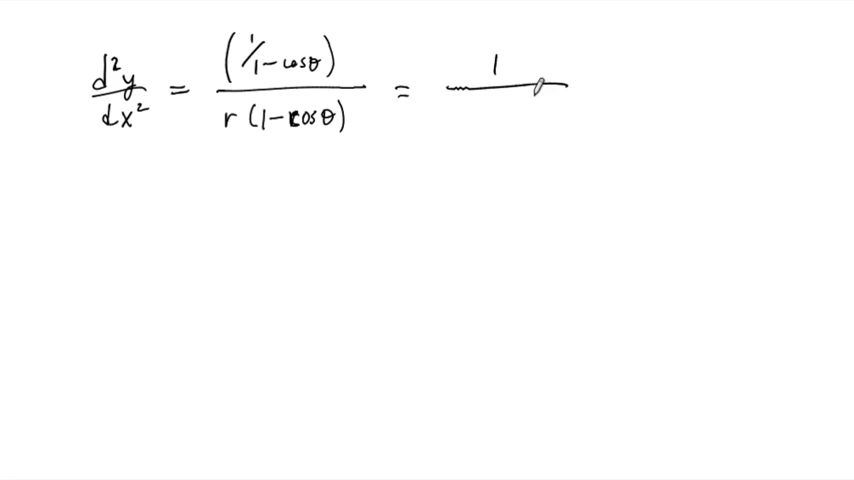 d²y/dx² = (1/1-cosθ)/r(1-cosθ) = 1/